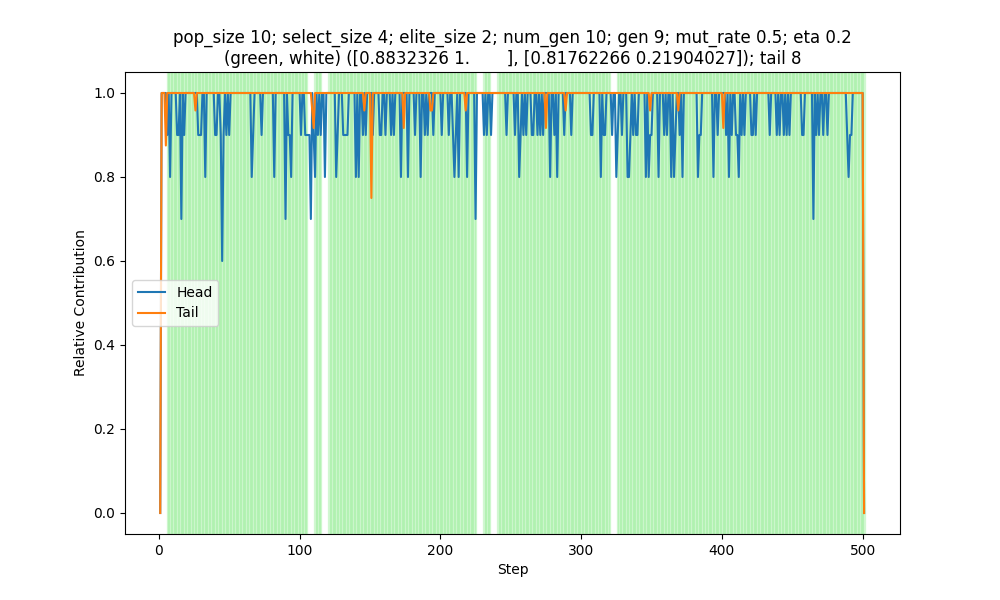 pop_size 10; select_size 4; elite_size 2; num_gen 10; gen 9; mut_rate 0.5; eta 0.2
(green, white) ([0.8832326 1.        ], [0.81762266 0.21904027]); tail 8
1.0
0.8
0.6
0.4
0.2
0.0
Relative Contribution
Head
Tail
0
100
200
300
400
500
Step